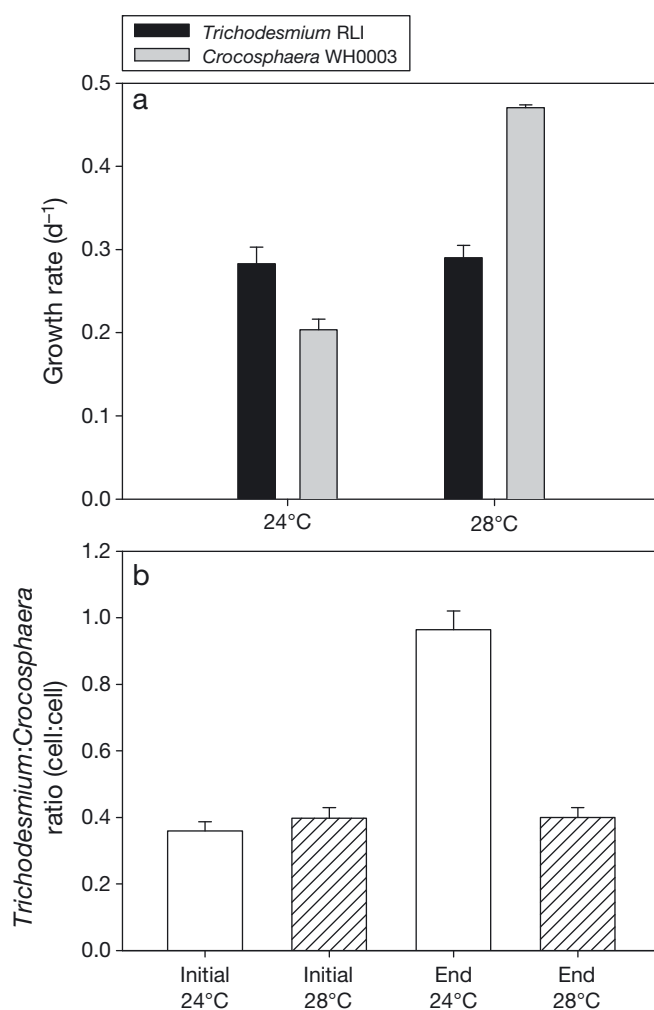 Trichodesmium RLI
Crocosphaera WH0003
a
0.5
0.4
0.3
0.2
0.1
0.0
Growth rate (d⁻¹)
24°C 28°C
b
1.2
1.0
0.8
0.6
0.4
0.2
0.0
Trichodesmium:Crocosphaera
ratio (cell:cell)
Initial Initial End End
24°C 28°C 24°C 28°C